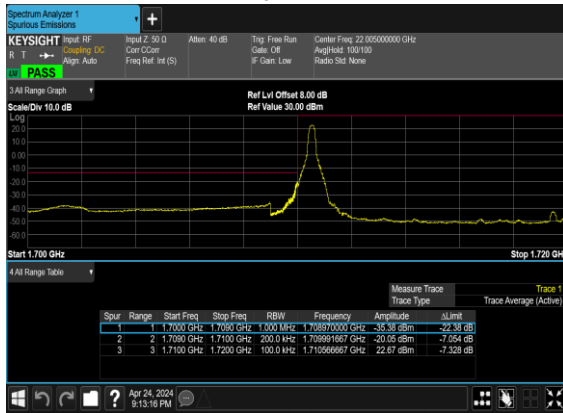 Spectrum Analyzer 1
Spurious Emissions
KEYSIGHT Input: RF Input Z: 50 Ω Atten: 40 dB Trig: Free Run Center Freq: 22.005000000 GHz
R T Coupling: DC Corr CCorr Gate: Off Avg|Hold: 100/100
Align: Auto Freq Ref: Int (S) IF Gain: Low Radio Std: None
PASS
3 All Range Graph
Ref Lvl Offset 8.00 dB
Scale/Div 10.0 dB Ref Value 30.00 dBm
Log
20.0
10.0
0.00
-10.0
-20.0
-30.0
-40.0
-50.0
-60.0
Start 1.700 GHz Stop 1.720 GH
4 All Range Table
Measure Trace Trace 1
Trace Type Trace Average (Active)
Spur Range Start Freq Stop Freq RBW Frequency Amplitude ΔLimit
1 1 1.7000 GHz 1.7090 GHz 1.000 MHz 1.708970000 GHz -35.38 dBm -22.38 dB
2 2 1.7090 GHz 1.7100 GHz 200.0 kHz 1.709991667 GHz -20.05 dBm -7.054 dB
3 3 1.7100 GHz 1.7200 GHz 100.0 kHz 1.710566667 GHz 22.67 dBm -7.328 dB
? Apr 24, 2024
9:13:16 PM